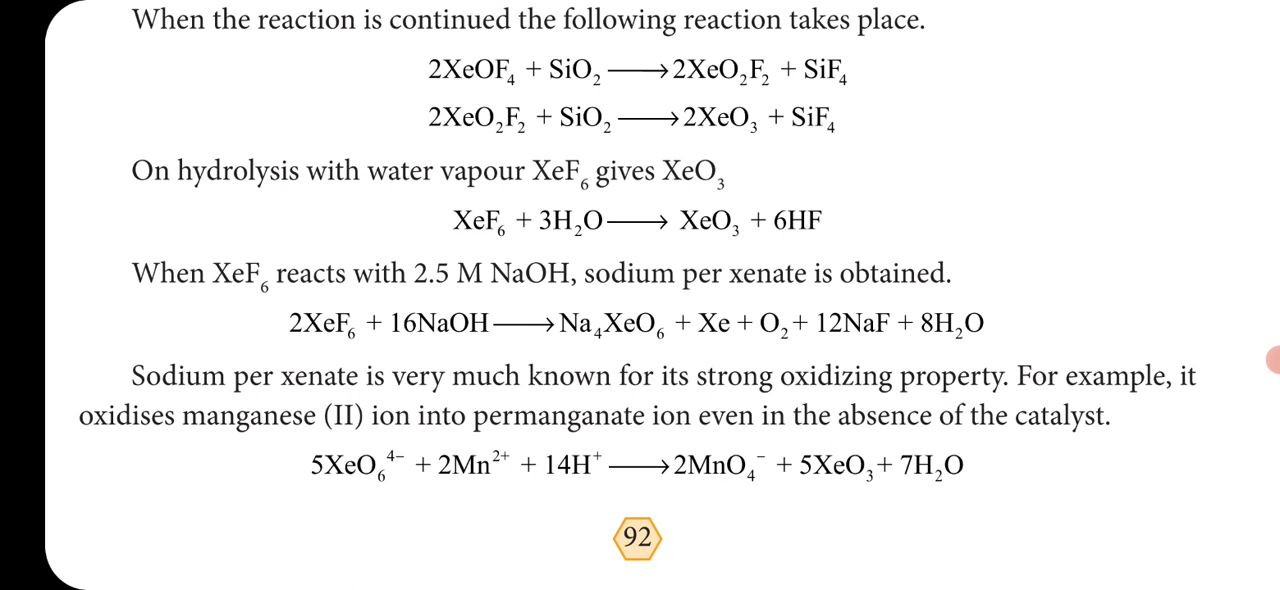 When the reaction is continued the following reaction takes place.
2XeOF₄ + SiO₂ ⟶ 2XeO₂F₂ + SiF₄
2XeO₂F₂ + SiO₂ ⟶ 2XeO₃ + SiF₄
On hydrolysis with water vapour XeF₆ gives XeO₃
XeF₆ + 3H₂O ⟶ XeO₃ + 6HF
When XeF₆ reacts with 2.5 M NaOH, sodium per xenate is obtained.
2XeF₆ + 16NaOH ⟶ Na₄XeO₆ + Xe + O₂ + 12NaF + 8H₂O
Sodium per xenate is very much known for its strong oxidizing property. For example, it
oxidises manganese (II) ion into permanganate ion even in the absence of the catalyst.
5XeO₆⁴⁻ + 2Mn²⁺ + 14H⁺ ⟶ 2MnO₄⁻ + 5XeO₃ + 7H₂O
92